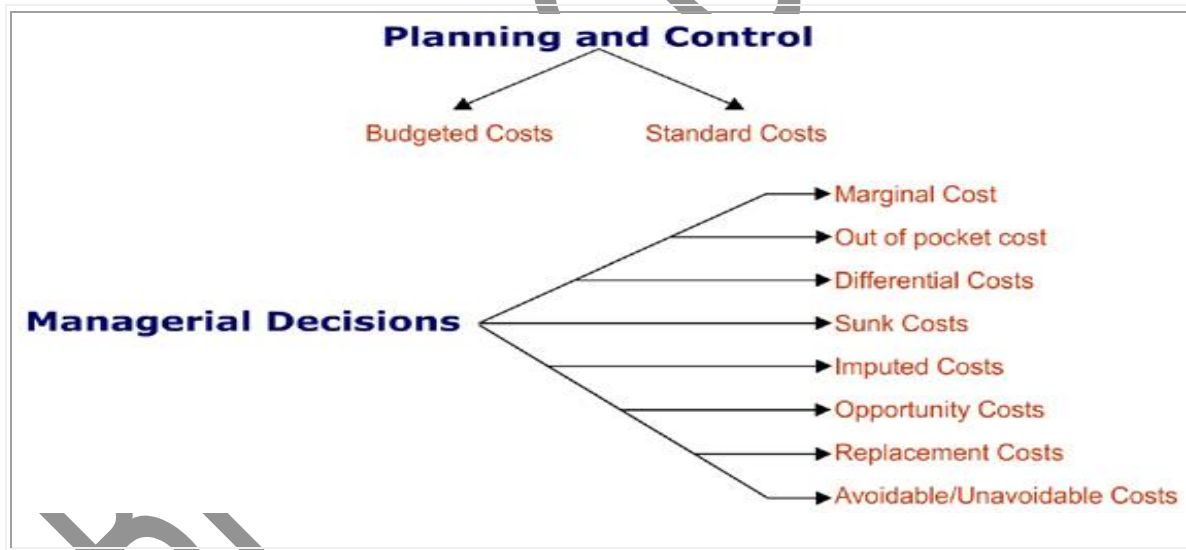 Planning and Control
Budgeted Costs Standard Costs
Marginal Cost
Out of pocket cost
Differential Costs
Managerial Decisions
Sunk Costs
Imputed Costs
Opportunity Costs
Replacement Costs
Avoidable/Unavoidable Costs